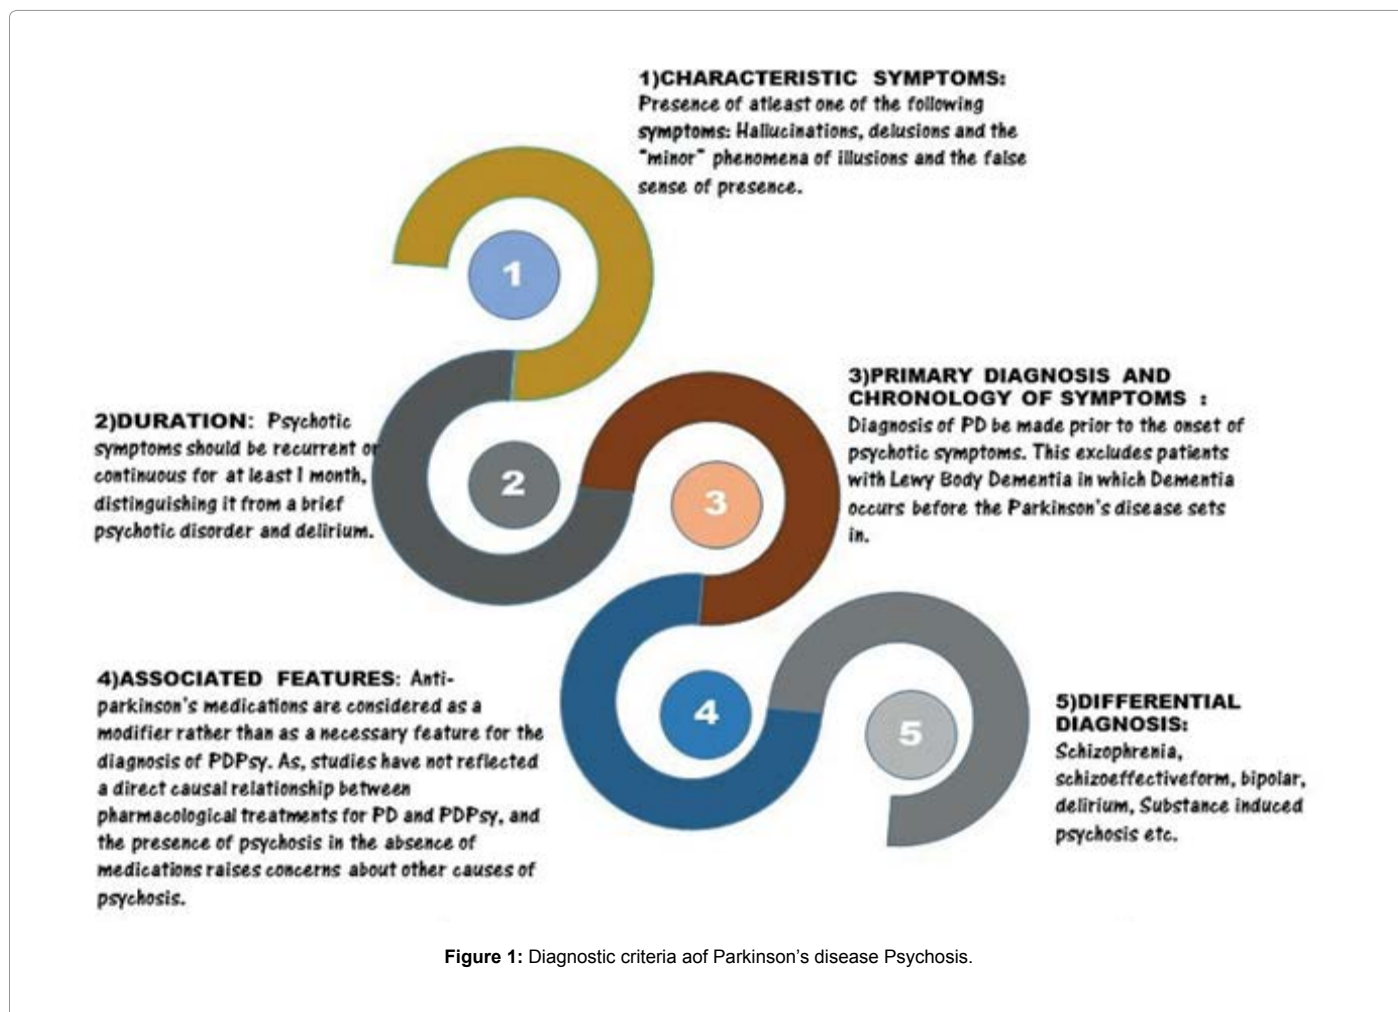 1)CHARACTERISTIC SYMPTOMS:
Presence of atleast one of the following
symptoms: Hallucinations, delusions and the
"minor" phenomena of illusions and the false
sense of presence.
1
2)DURATION: Psychotic
symptoms should be recurrent or
continuous for at least 1 month,
distinguishing it from a brief
psychotic disorder and delirium.
2
3)PRIMARY DIAGNOSIS AND
CHRONOLOGY OF SYMPTOMS :
Diagnosis of PD be made prior to the onset of
psychotic symptoms. This excludes patients
with Lewy Body Dementia in which Dementia
occurs before the Parkinson's disease sets
in.
3
4)ASSOCIATED FEATURES: Anti-
parkinson's medications are considered as a
modifier rather than as a necessary feature for the
diagnosis of PDPsy. As, studies have not reflected
a direct causal relationship between
pharmacological treatments for PD and PDPsy, and
the presence of psychosis in the absence of
medications raises concerns about other causes of
psychosis.
4
5)DIFFERENTIAL
DIAGNOSIS:
Schizophrenia,
schizoeffectiveform, bipolar,
delirium, Substance induced
psychosis etc.
5
Figure 1: Diagnostic criteria aof Parkinson's disease Psychosis.